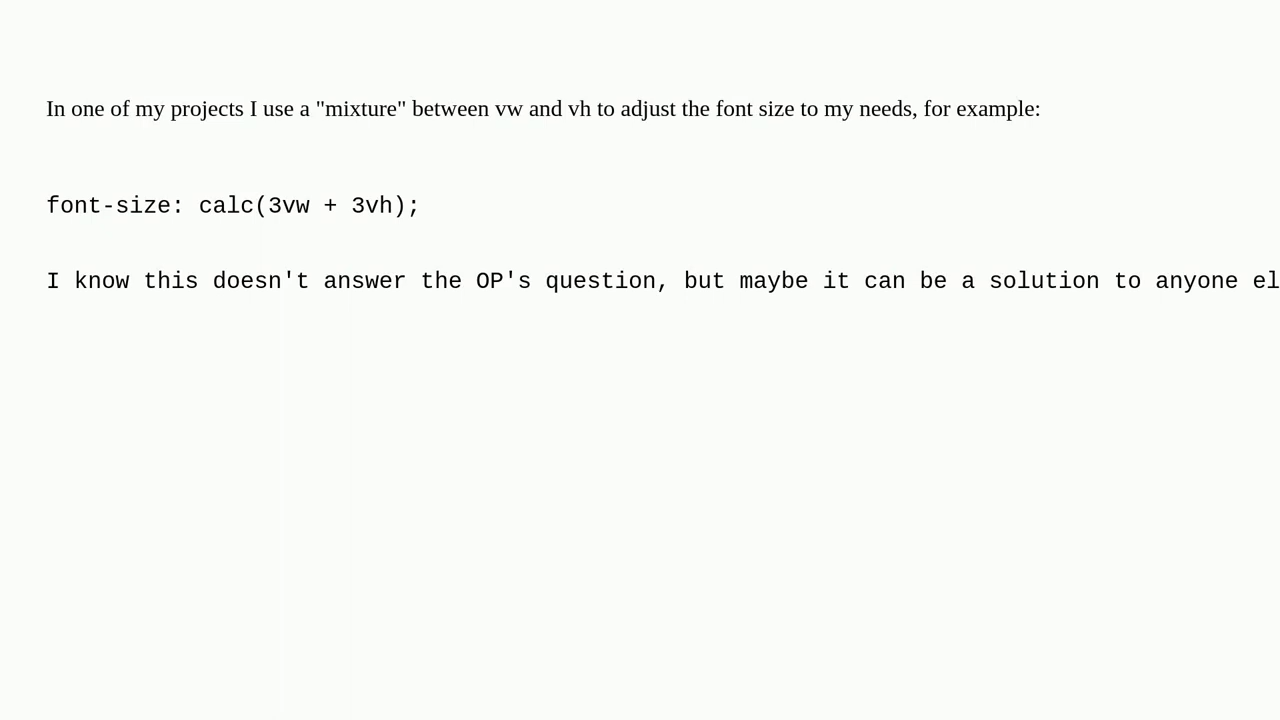 In one of my projects I use a "mixture" between vw and vh to adjust the font size to my needs, for example:
font-size: calc(3vw + 3vh);
I know this doesn't answer the OP's question, but maybe it can be a solution to anyone el